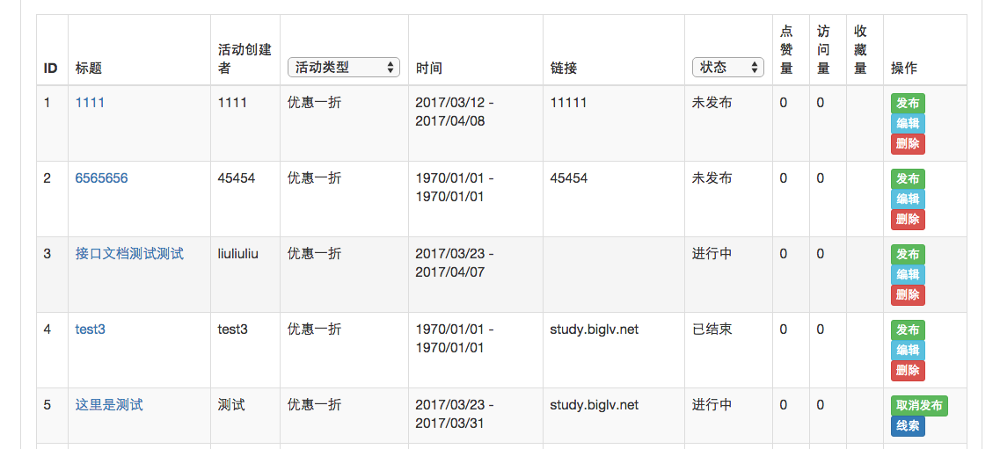 ID 标题 活动创建者 活动类型 时间 链接 状态 点赞量 访问量 收藏量 操作
1 1111 1111 优惠一折 2017/03/12 - 11111 未发布 0 0 发布
2017/04/08 编辑
删除
2 6565656 45454 优惠一折 1970/01/01 - 45454 未发布 0 0 发布
1970/01/01 编辑
删除
3 接口文档测试测试 liuliuliu 优惠一折 2017/03/23 - 进行中 0 0 发布
2017/04/07 编辑
删除
4 test3 test3 优惠一折 1970/01/01 - study.biglv.net 已结束 0 0 发布
1970/01/01 编辑
删除
5 这里是测试 测试 优惠一折 2017/03/23 - study.biglv.net 进行中 0 0 取消发布
2017/03/31 线索